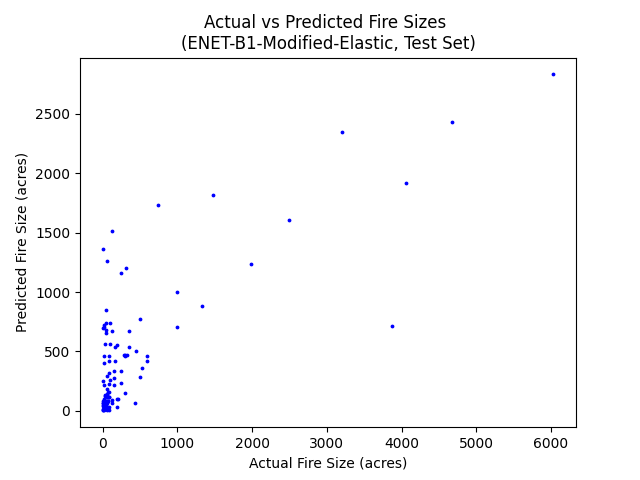 Actual vs Predicted Fire Sizes
(ENET-B1-Modified-Elastic, Test Set)
Predicted Fire Size (acres)
2500
2000
1500
1000
500
0
0 1000 2000 3000 4000 5000 6000
Actual Fire Size (acres)